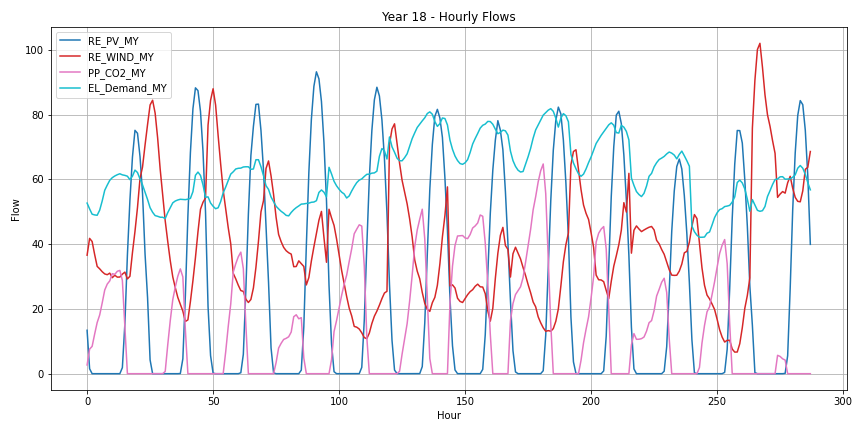 Year 18 - Hourly Flows
RE_PV_MY
RE_WIND_MY
PP_CO2_MY
EL_Demand_MY
100
80
60
40
20
0
Flow
0 50 100 150 200 250 300
Hour